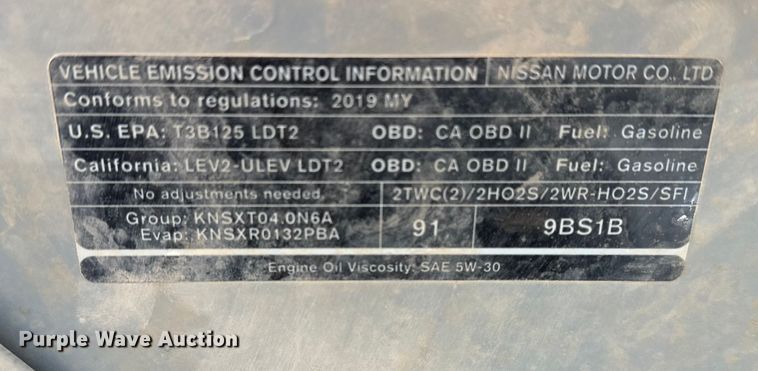 VEHICLE EMISSION CONTROL INFORMATION NISSAN MOTOR CO., LTD.
Conforms to regulations: 2019 MY
U.S. EPA: T3B125 LDT2 OBD: CA OBD II Fuel: Gasoline
California: LEV2-ULEV LDT2 OBD: CA OBD II Fuel: Gasoline
No adjustments needed. 2TWC(2)/2HO2S/2WR-HO2S/SFI
Group: KNSXT04.0N6A
Evap: KNSXR0132PBA
91 9BS1B
Engine Oil Viscosity: SAE 5W-30
Purple Wave Auction